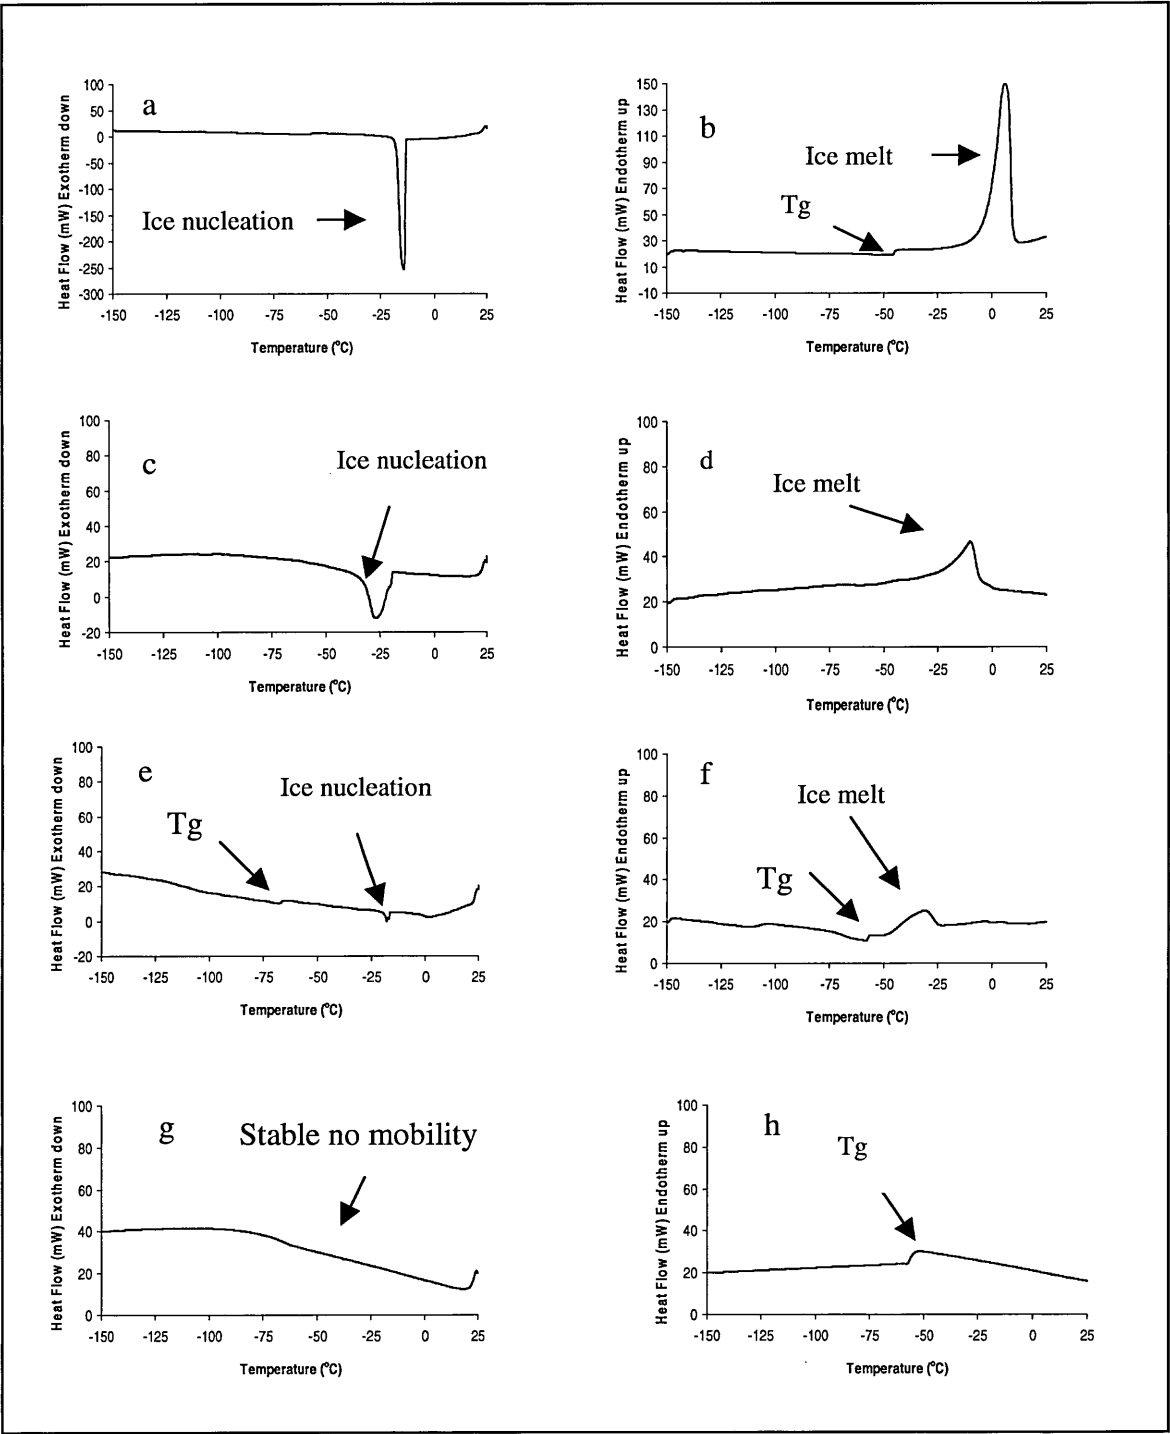 a
Heat Flow (mW) Exotherm down
100
50
0
-50
-100
-150
-200
-250
-300
Ice nucleation
-150 -125 -100 -75 -50 -25 0 25
Temperature (°C)
b
Heat Flow (mW) Endotherm up
150
130
110
90
70
50
30
10
-10
Ice melt
Tg
-150 -125 -100 -75 -50 -25 0 25
Temperature (°C)
c
Heat Flow (mW) Exotherm down
100
80
60
40
20
0
-20
Ice nucleation
-150 -125 -100 -75 -50 -25 0 25
Temperature (°C)
d
Heat Flow (mW) Endotherm up
100
80
60
40
20
0
Ice melt
-150 -125 -100 -75 -50 -25 0 25
Temperature (°C)
e
Heat Flow (mW) Exotherm down
100
80
60
40
20
0
-20
Ice nucleation
Tg
-150 -125 -100 -75 -50 -25 0 25
Temperature (°C)
f
Heat Flow (mW) Endotherm up
100
80
60
40
20
0
Ice melt
Tg
-150 -125 -100 -75 -50 -25 0 25
Temperature (°C)
g
Heat Flow (mW) Exotherm down
100
80
60
40
20
0
Stable no mobility
-150 -125 -100 -75 -50 -25 0 25
Temperature (°C)
h
Heat Flow (mW) Endotherm up
100
80
60
40
20
0
Tg
-150 -125 -100 -75 -50 -25 0 25
Temperature (°C)